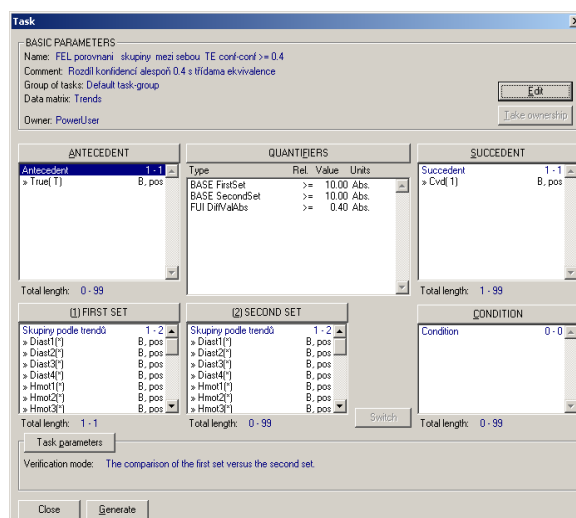 Task
BASIC PARAMETERS
Name: FEL porovnani skupiny mezi sebou TE conf-conf >= 0.4
Comment: Rozdíl konfidencí alespoň 0.4 s třídama ekvivalence
Group of tasks: Default task-group
Data matrix: Trends
Owner: PowerUser
Edit
Take ownership
ANTECEDENT
Antecedent 1 - 1
» True( T) B, pos
Total length: 0 - 99
QUANTIFIERS
Type Rel. Value Units
BASE FirstSet >= 10.00 Abs.
BASE SecondSet >= 10.00 Abs.
FUI DiffValAbs >= 0.40 Abs.
SUCCEDENT
Succedent 1 - 1
» Cvd( 1) B, pos
Total length: 1 - 99
(1) FIRST SET
Skupiny podle trendů 1 - 2
» Diast1(*) B, pos
» Diast2(*) B, pos
» Diast3(*) B, pos
» Diast4(*) B, pos
» Hmot1(*) B, pos
» Hmot2(*) B, pos
» Hmot3(*) B, pos
Total length: 1 - 1
(2) SECOND SET
Skupiny podle trendů 1 - 2
» Diast1(*) B, pos
» Diast2(*) B, pos
» Diast3(*) B, pos
» Diast4(*) B, pos
» Hmot1(*) B, pos
» Hmot2(*) B, pos
» Hmot3(*) B, pos
Total length: 0 - 99
Switch
CONDITION
Condition 0 - 0
Total length: 0 - 99
Task parameters
Verification mode: The comparison of the first set versus the second set.
Close
Generate